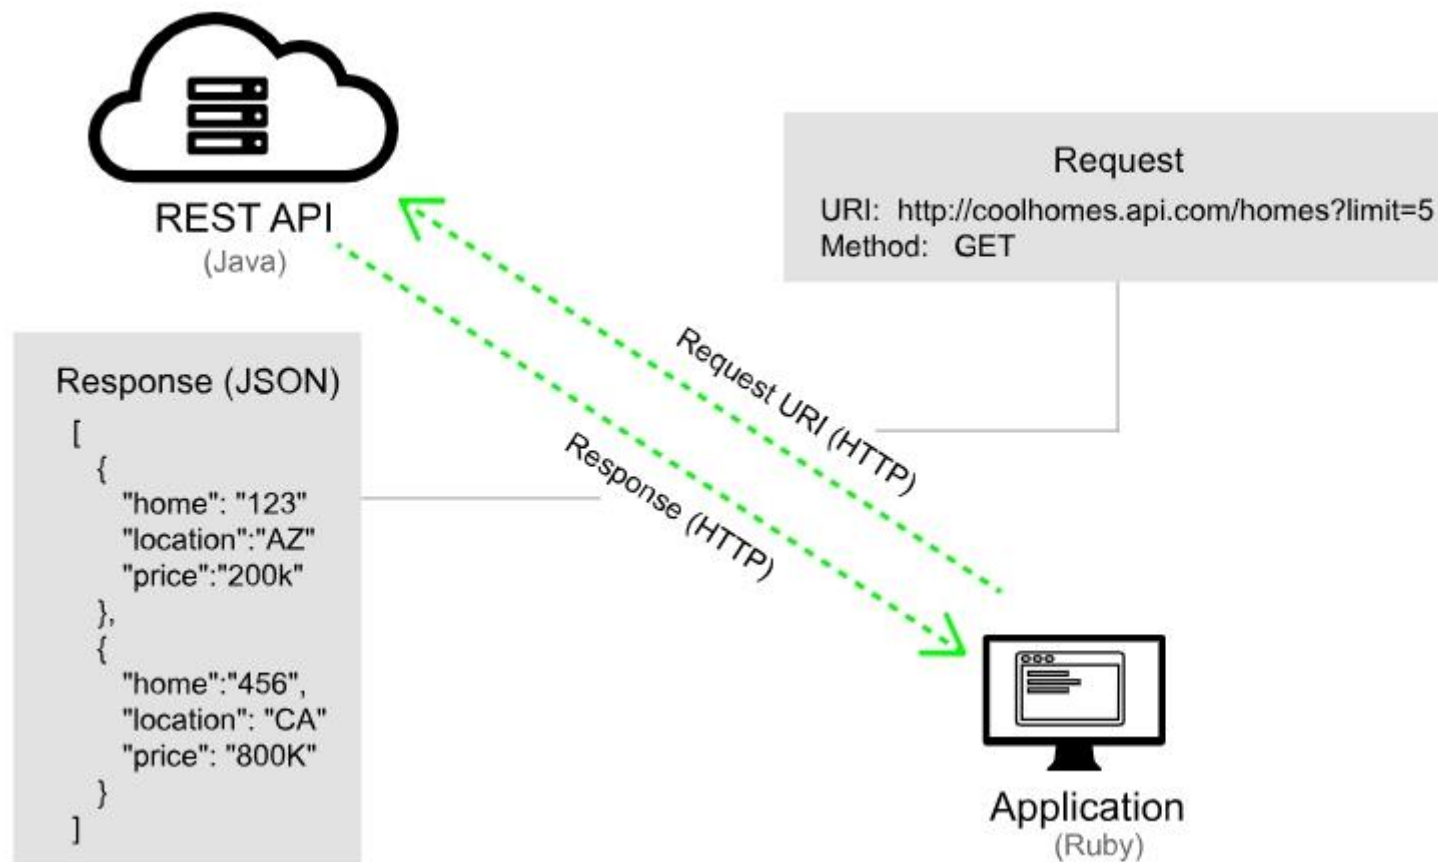 REST API
(Java)
Request
URI:  http://coolhomes.api.com/homes?limit=5
Method:   GET
Request URI (HTTP)
Response (HTTP)
Response (JSON)
[
{
"home": "123"
"location":"AZ"
"price":"200k"
},
{
"home":"456",
"location": "CA"
"price": "800K"
}
]
Application
(Ruby)